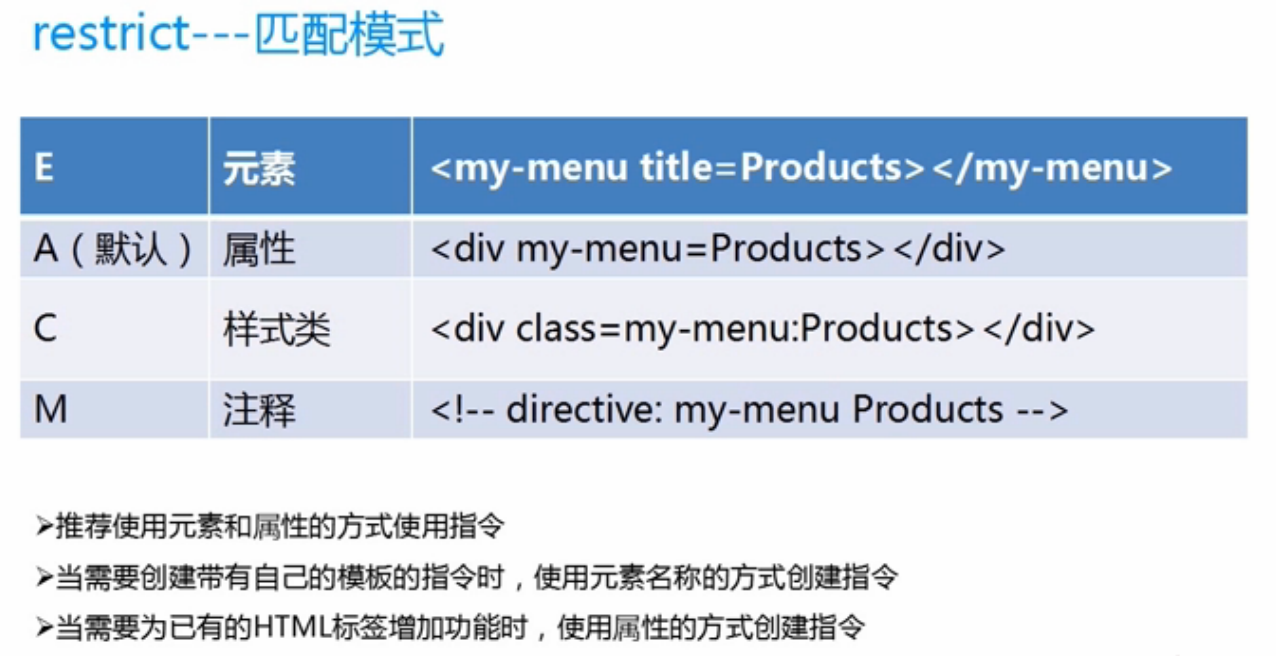 restrict---匹配模式
E 元素 <my-menu title=Products></my-menu>
A（默认） 属性 <div my-menu=Products></div>
C 样式类 <div class=my-menu:Products></div>
M 注释 <!-- directive: my-menu Products -->
➢推荐使用元素和属性的方式使用指令
➢当需要创建带有自己的模板的指令时，使用元素名称的方式创建指令
➢当需要为已有的HTML标签增加功能时，使用属性的方式创建指令